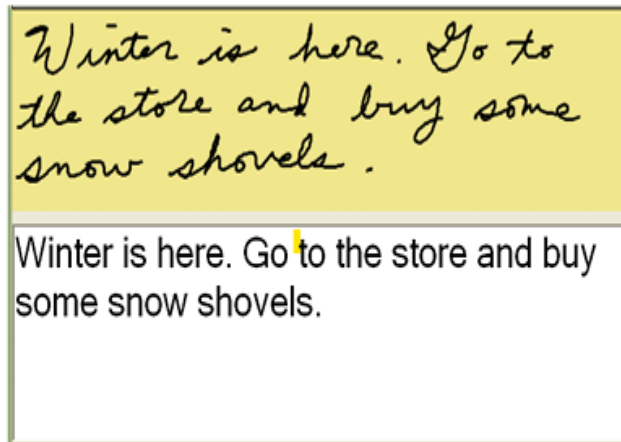 Winter is here. Go to
the store and buy some
snow shovels.
Winter is here. Go to the store and buy
some snow shovels.